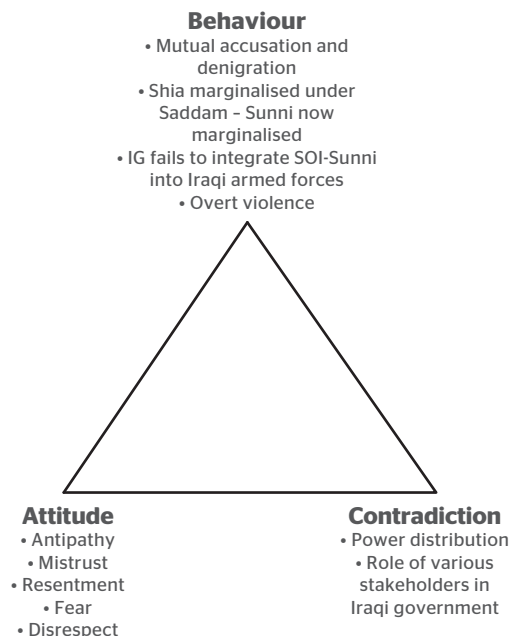 Behaviour
• Mutual accusation and
denigration
• Shia marginalised under
Saddam – Sunni now
marginalised
• IG fails to integrate SOI-Sunni
into Iraqi armed forces
• Overt violence
Attitude
• Antipathy
• Mistrust
• Resentment
• Fear
• Disrespect
Contradiction
• Power distribution
• Role of various
stakeholders in
Iraqi government